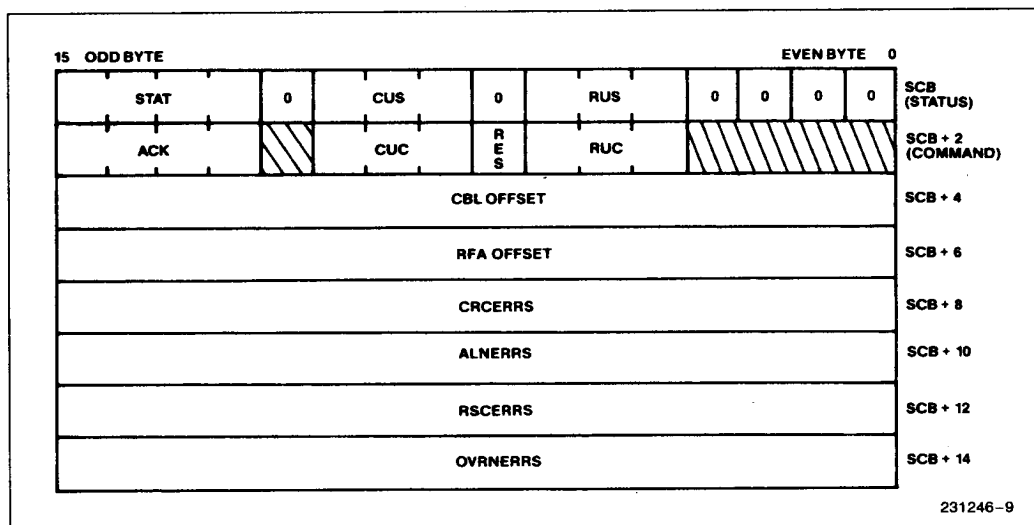 15 ODD BYTE EVEN BYTE 0
STAT 0 CUS 0 RUS 0 0 0 0 SCB
(STATUS)
ACK CUC RES RUC SCB + 2
(COMMAND)
CBL OFFSET SCB + 4
RFA OFFSET SCB + 6
CRCERRS SCB + 8
ALNERRS SCB + 10
RSCERRS SCB + 12
OVRNERRS SCB + 14
231246–9